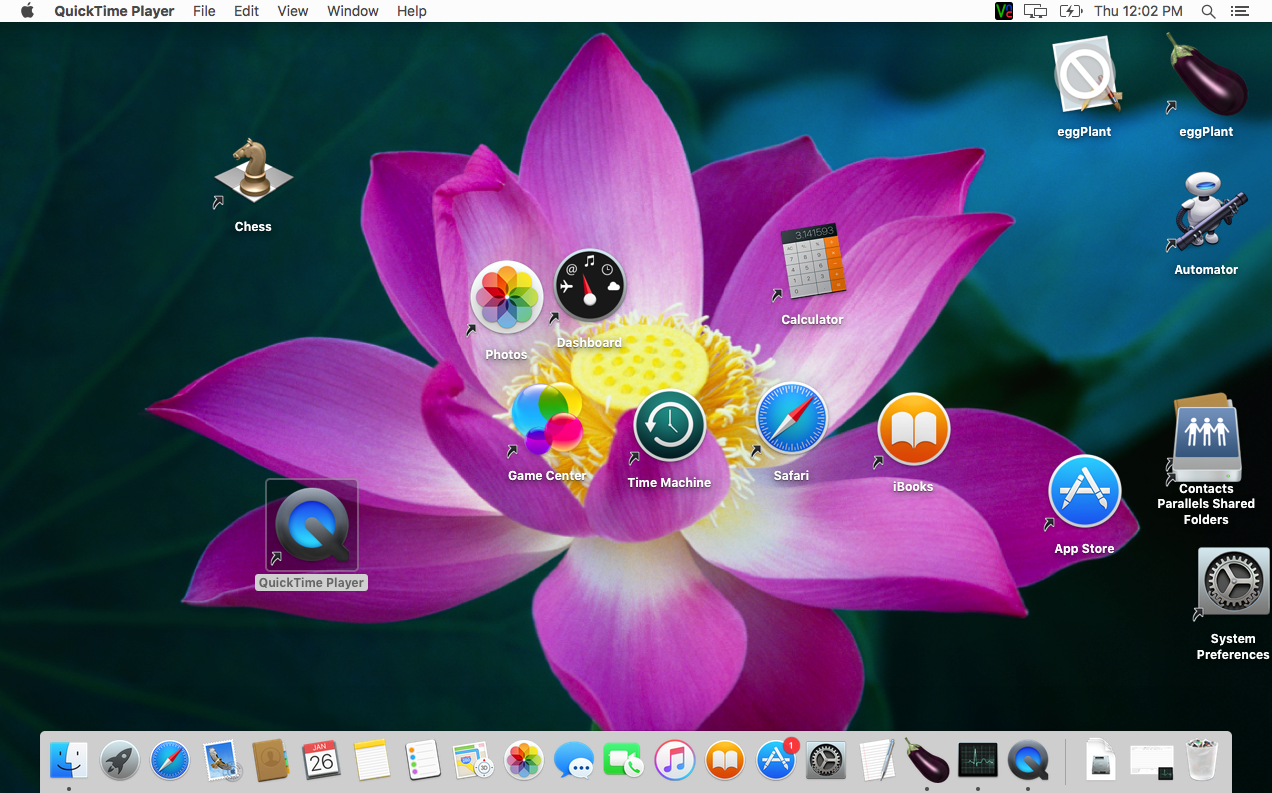 QuickTime Player File Edit View Window Help Thu 12:02 PM
eggPlant
eggPlant
Chess
Automator
3.141593
Calculator
Dashboard
Photos
Game Center
Time Machine
Safari
iBooks
Contacts
Parallels Shared
Folders
App Store
QuickTime Player
System
Preferences
JAN
26
3D
1